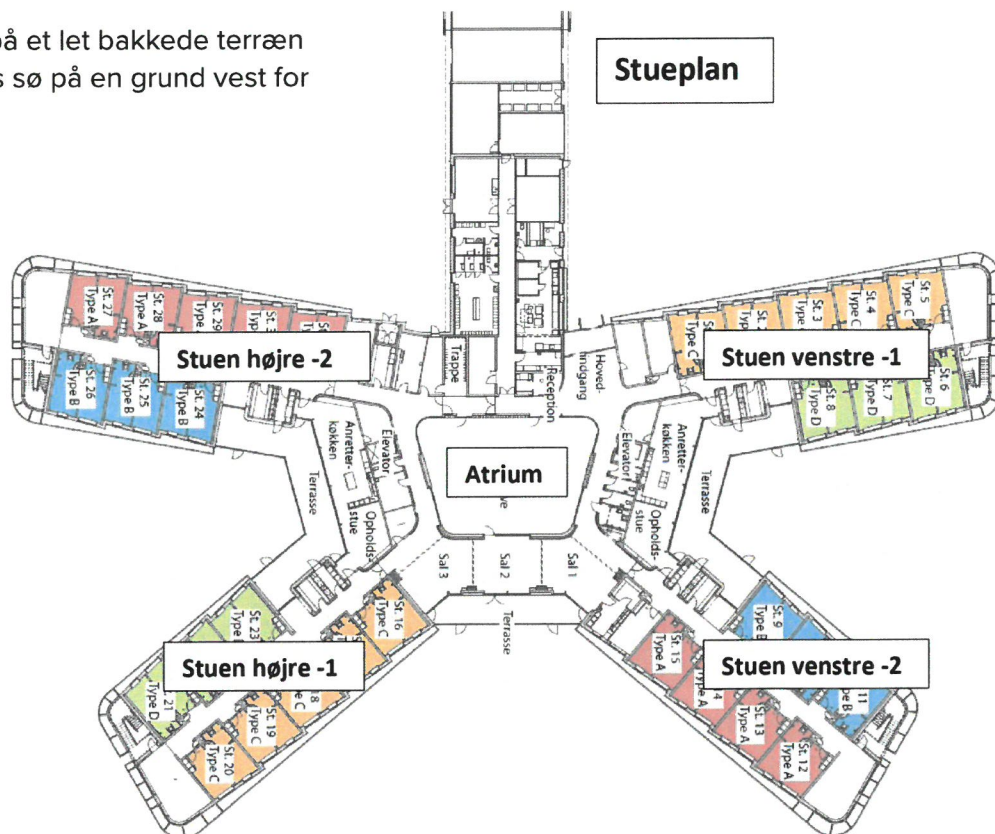 på et let bakkede terræn
s sø på en grund vest for
Stueplan
St. 27
Type A
St. 28
Type A
St. 29
Stuen højre -2
St. 26
Type B
St. 25
Type B
St. 24
Type B
Trappe
Reception
Hoved-
indgang
Type C
St. 3
St. 4
Type C
St. 5
Type C
Stuen venstre -1
St. 6
Type D
St. 7
Type D
St. 8
Type D
Elevator
Anretter-
køkken
Opholds-
stue
Terrasse
Atrium
Elevator
Anretter-
køkken
Opholds-
stue
Terrasse
Sal 3
Sal 2
Sal 1
Terrasse
St. 23
Stuen højre -1
21
Type D
St. 16
Type C
18
C
St. 19
Type C
St. 20
Type C
St. 9
Stuen venstre -2
11
B
St. 15
Type A
4
Type A
St. 13
Type A
St. 12
Type A